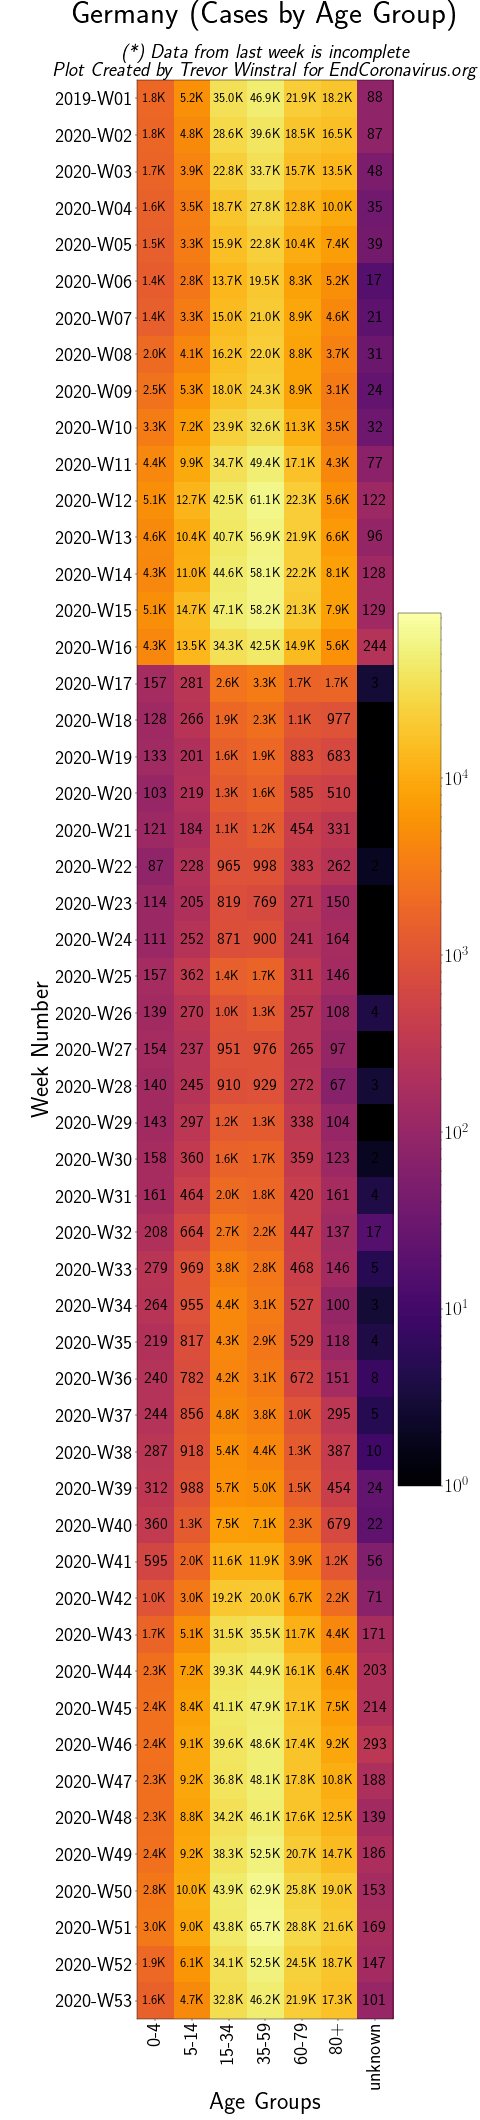 Germany (Cases by Age Group)
(*) Data from last week is incomplete
Plot Created by Trevor Winstral for EndCoronavirus.org
2019-W01 1.8K 5.2K 35.0K 46.9K 21.9K 18.2K 88
2020-W02 1.8K 4.8K 28.6K 39.6K 18.5K 16.5K 87
2020-W03 1.7K 3.9K 22.8K 33.7K 15.7K 13.5K 48
2020-W04 1.6K 3.5K 18.7K 27.8K 12.8K 10.0K 35
2020-W05 1.5K 3.3K 15.9K 22.8K 10.4K 7.4K 39
2020-W06 1.4K 2.8K 13.7K 19.5K 8.3K 5.2K 17
2020-W07 1.4K 3.3K 15.0K 21.0K 8.9K 4.6K 21
2020-W08 2.0K 4.1K 16.2K 22.0K 8.8K 3.7K 31
2020-W09 2.5K 5.3K 18.0K 24.3K 8.9K 3.1K 24
2020-W10 3.3K 7.2K 23.9K 32.6K 11.3K 3.5K 32
2020-W11 4.4K 9.9K 34.7K 49.4K 17.1K 4.3K 77
2020-W12 5.1K 12.7K 42.5K 61.1K 22.3K 5.6K 122
2020-W13 4.6K 10.4K 40.7K 56.9K 21.9K 6.6K 96
2020-W14 4.3K 11.0K 44.6K 58.1K 22.2K 8.1K 128
2020-W15 5.1K 14.7K 47.1K 58.2K 21.3K 7.9K 129
2020-W16 4.3K 13.5K 34.3K 42.5K 14.9K 5.6K 244
2020-W17 157 281 2.6K 3.3K 1.7K 1.7K 3
2020-W18 128 266 1.9K 2.3K 1.1K 977
2020-W19 133 201 1.6K 1.9K 883 683
2020-W20 103 219 1.3K 1.6K 585 510
2020-W21 121 184 1.1K 1.2K 454 331
2020-W22 87 228 965 998 383 262 2
2020-W23 114 205 819 769 271 150
2020-W24 111 252 871 900 241 164
2020-W25 157 362 1.4K 1.7K 311 146
2020-W26 139 270 1.0K 1.3K 257 108 4
2020-W27 154 237 951 976 265 97
2020-W28 140 245 910 929 272 67 3
2020-W29 143 297 1.2K 1.3K 338 104
2020-W30 158 360 1.6K 1.7K 359 123 2
2020-W31 161 464 2.0K 1.8K 420 161 4
2020-W32 208 664 2.7K 2.2K 447 137 17
2020-W33 279 969 3.8K 2.8K 468 146 5
2020-W34 264 955 4.4K 3.1K 527 100 3
2020-W35 219 817 4.3K 2.9K 529 118 4
2020-W36 240 782 4.2K 3.1K 672 151 8
2020-W37 244 856 4.8K 3.8K 1.0K 295 5
2020-W38 287 918 5.4K 4.4K 1.3K 387 10
2020-W39 312 988 5.7K 5.0K 1.5K 454 24
2020-W40 360 1.3K 7.5K 7.1K 2.3K 679 22
2020-W41 595 2.0K 11.6K 11.9K 3.9K 1.2K 56
2020-W42 1.0K 3.0K 19.2K 20.0K 6.7K 2.2K 71
2020-W43 1.7K 5.1K 31.5K 35.5K 11.7K 4.4K 171
2020-W44 2.3K 7.2K 39.3K 44.9K 16.1K 6.4K 203
2020-W45 2.4K 8.4K 41.1K 47.9K 17.1K 7.5K 214
2020-W46 2.4K 9.1K 39.6K 48.6K 17.4K 9.2K 293
2020-W47 2.3K 9.2K 36.8K 48.1K 17.8K 10.8K 188
2020-W48 2.3K 8.8K 34.2K 46.1K 17.6K 12.5K 139
2020-W49 2.4K 9.2K 38.3K 52.5K 20.7K 14.7K 186
2020-W50 2.8K 10.0K 43.9K 62.9K 25.8K 19.0K 153
2020-W51 3.0K 9.0K 43.8K 65.7K 28.8K 21.6K 169
2020-W52 1.9K 6.1K 34.1K 52.5K 24.5K 18.7K 147
2020-W53 1.6K 4.7K 32.8K 46.2K 21.9K 17.3K 101
0-4 5-14 15-34 35-59 60-79 80+ unknown
Age Groups
Week Number
10⁴
10³
10²
10¹
10⁰